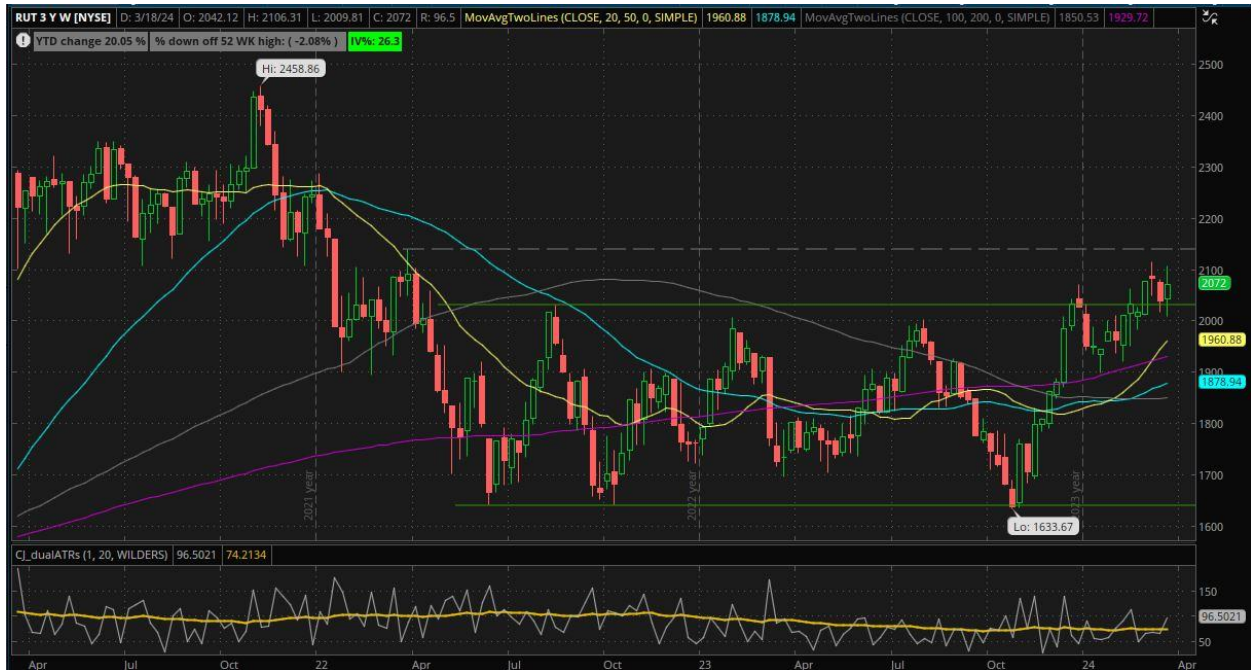 RUT 3 Y W [NYSE] D: 3/18/24 O: 2042.12 H: 2106.31 L: 2009.81 C: 2072 R: 96.5 MovAvgTwoLines (CLOSE, 20, 50, 0, SIMPLE) 1960.88 1878.94 MovAvgTwoLines (CLOSE, 100, 200, 0, SIMPLE) 1850.53 1929.72
YTD change 20.05 % % down off 52 WK high: ( -2.08% ) IV%: 26.3
Hi: 2458.86
2500
2400
2300
2200
2100
2072
2000
1960.88
1900
1878.94
1800
1700
1600
2021 year
2022 year
2023 year
Lo: 1633.67
CJ_dualATRs (1, 20, WILDERS) 96.5021 74.2134
150
96.5021
50
Apr Jul Oct 22 Apr Jul Oct 23 Apr Jul Oct 24 Apr